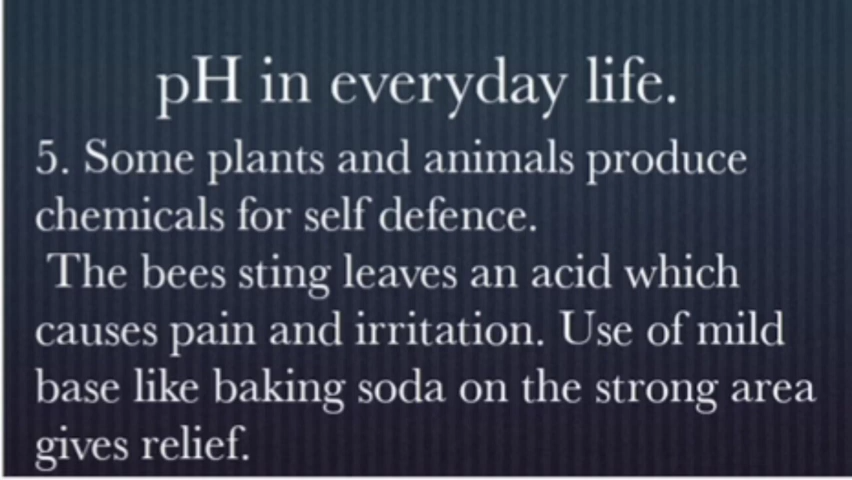 pH in everyday life.
5. Some plants and animals produce
chemicals for self defence.
The bees sting leaves an acid which
causes pain and irritation. Use of mild
base like baking soda on the strong area
gives relief.